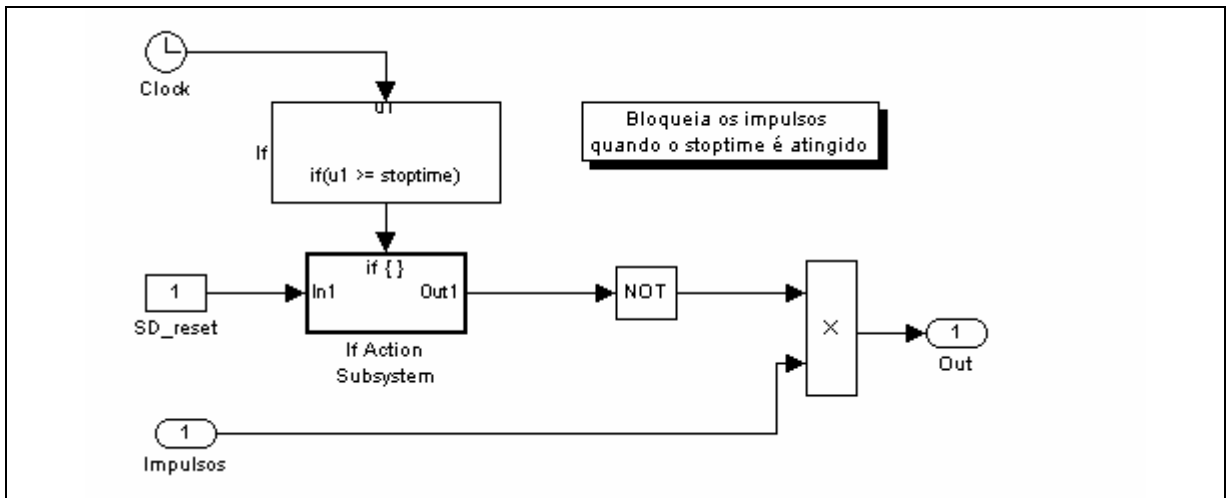 Clock
u1
If
if(u1 >= stoptime)
Bloqueia os impulsos
quando o stoptime é atingido
1
SD_reset
if { }
In1
Out1
If Action
Subsystem
NOT
×
1
Out
1
Impulsos